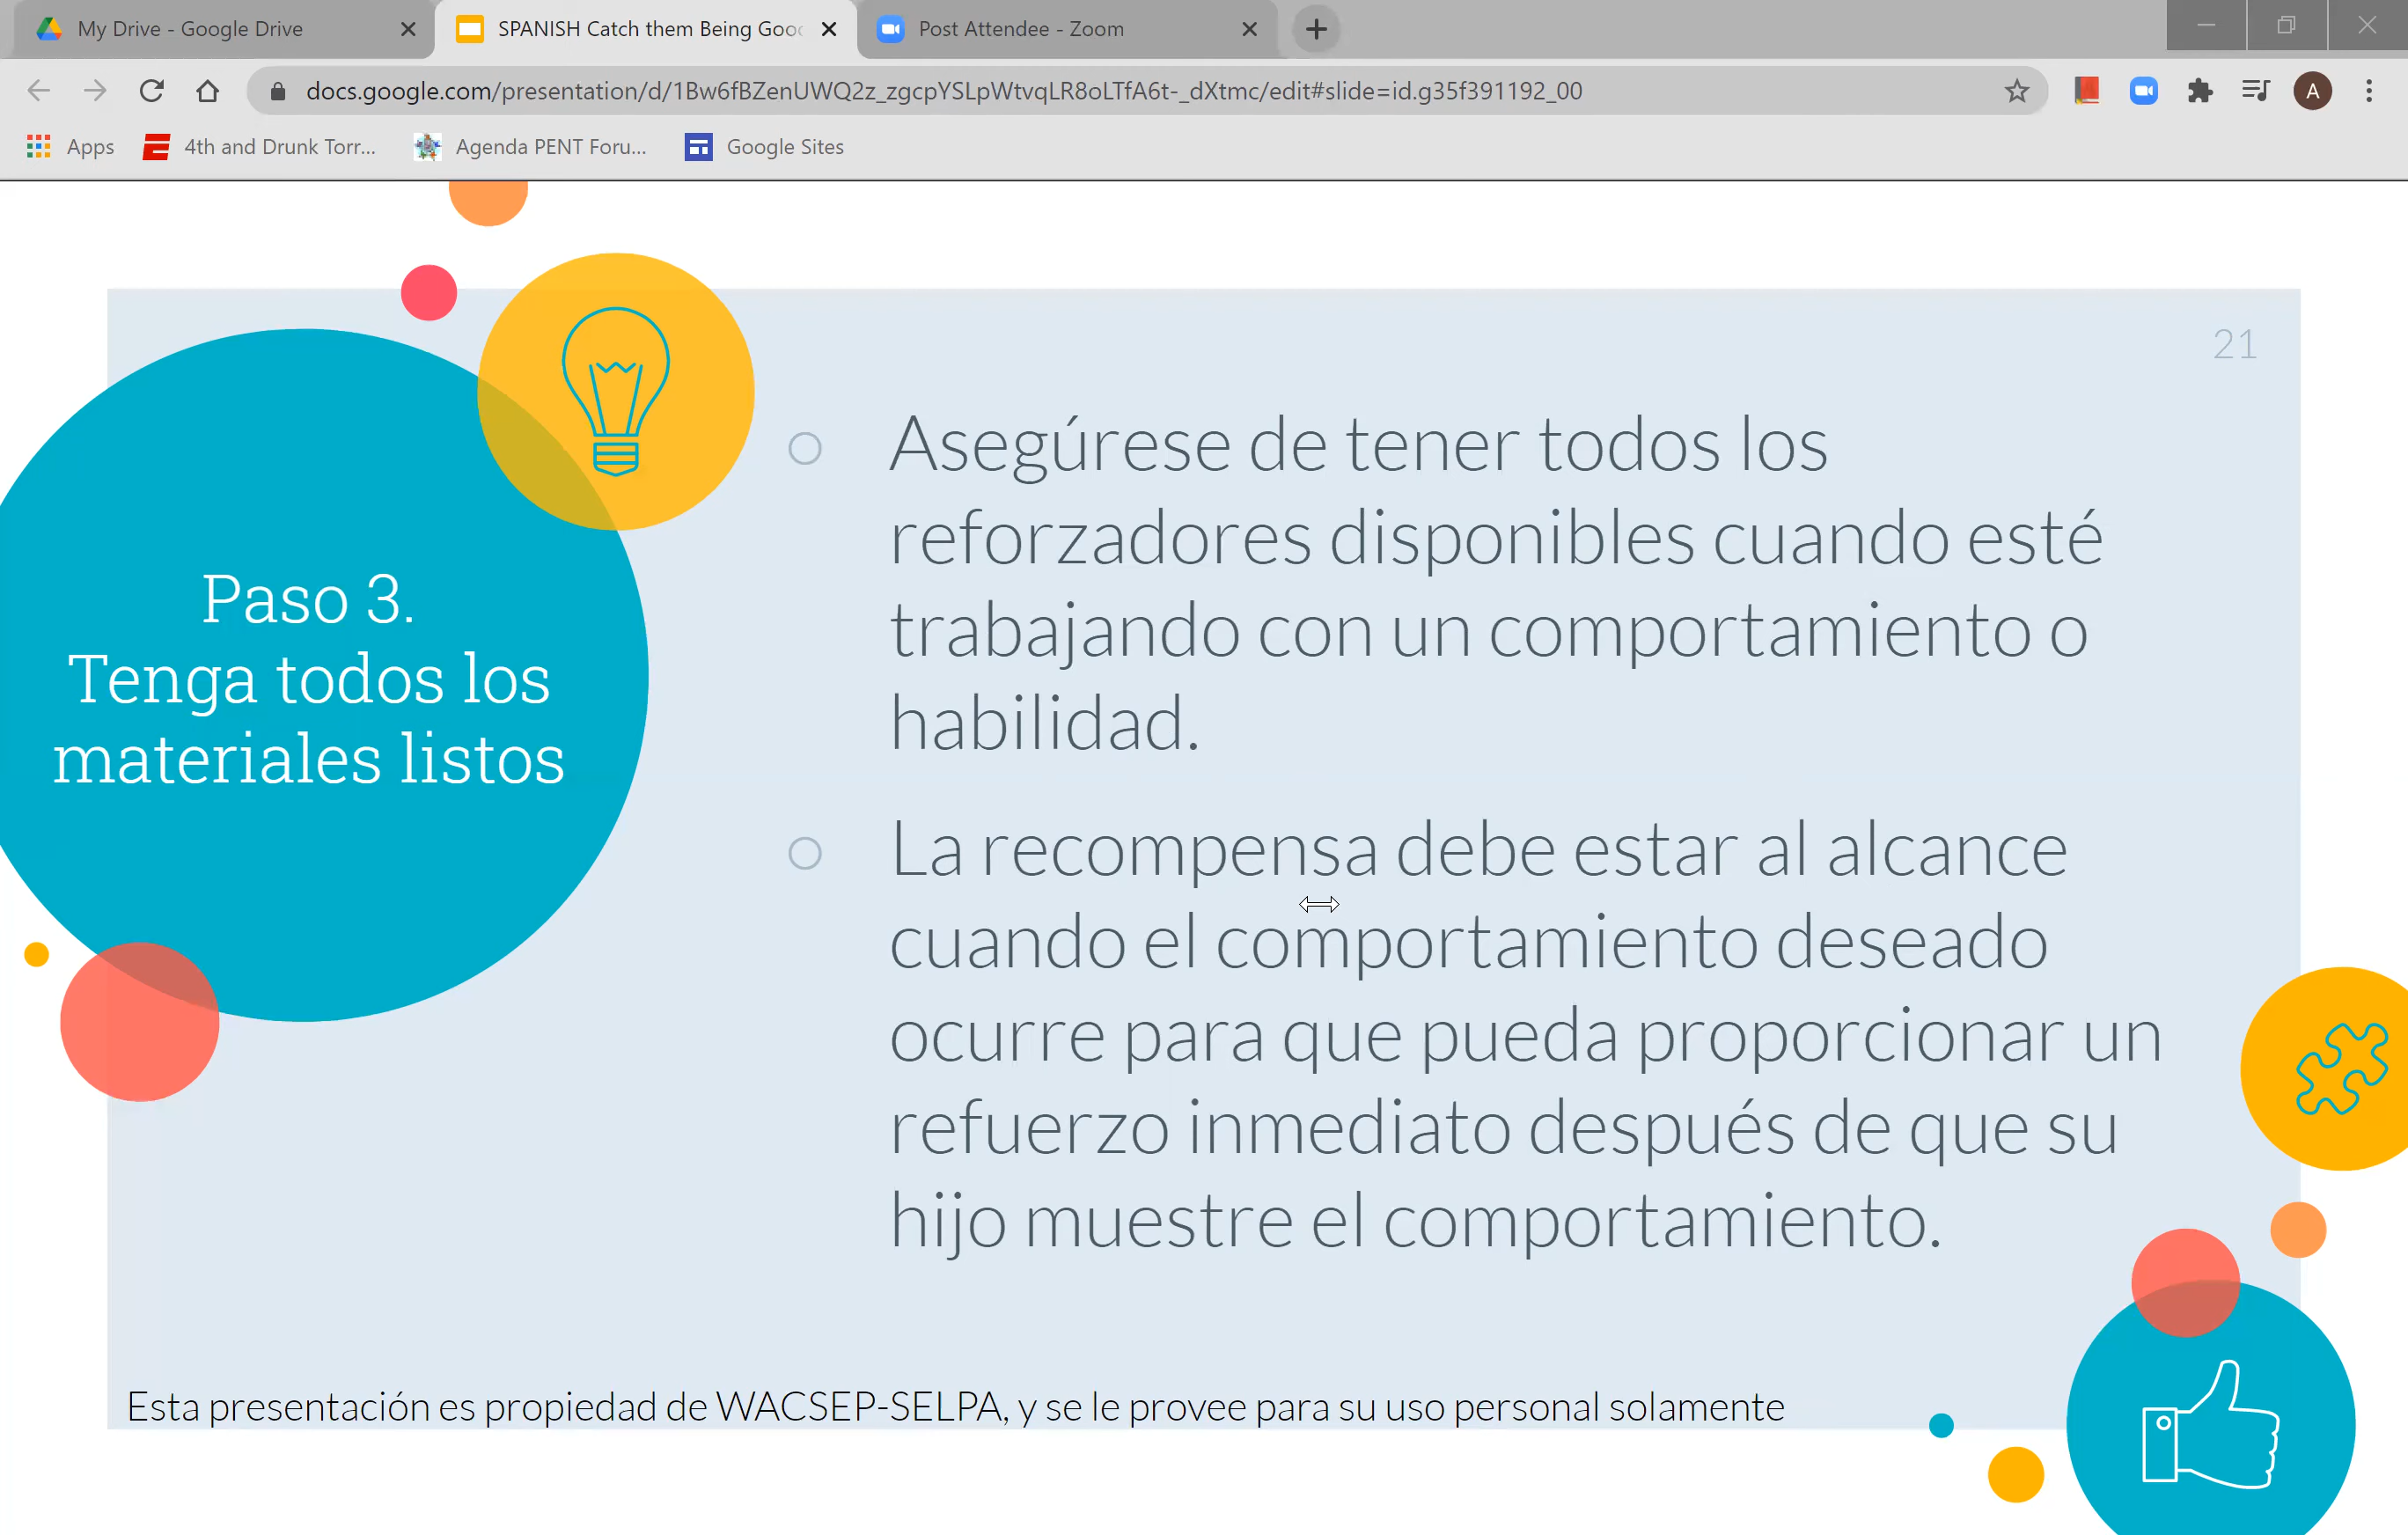 My Drive - Google Drive
SPANISH Catch them Being Goo
Post Attendee - Zoom
docs.google.com/presentation/d/1Bw6fBZenUWQ2z_zgcpYSLpWtvqLR8oLTfA6t-_dXtmc/edit#slide=id.g35f391192_00
A
Apps
4th and Drunk Torr...
Agenda PENT Foru...
Google Sites
21
Paso 3.
Tenga todos los
materiales listos
Asegúrese de tener todos los
reforzadores disponibles cuando esté
trabajando con un comportamiento o
habilidad.
La recompensa debe estar al alcance
cuando el comportamiento deseado
ocurre para que pueda proporcionar un
refuerzo inmediato después de que su
hijo muestre el comportamiento.
Esta presentación es propiedad de WACSEP-SELPA, y se le provee para su uso personal solamente